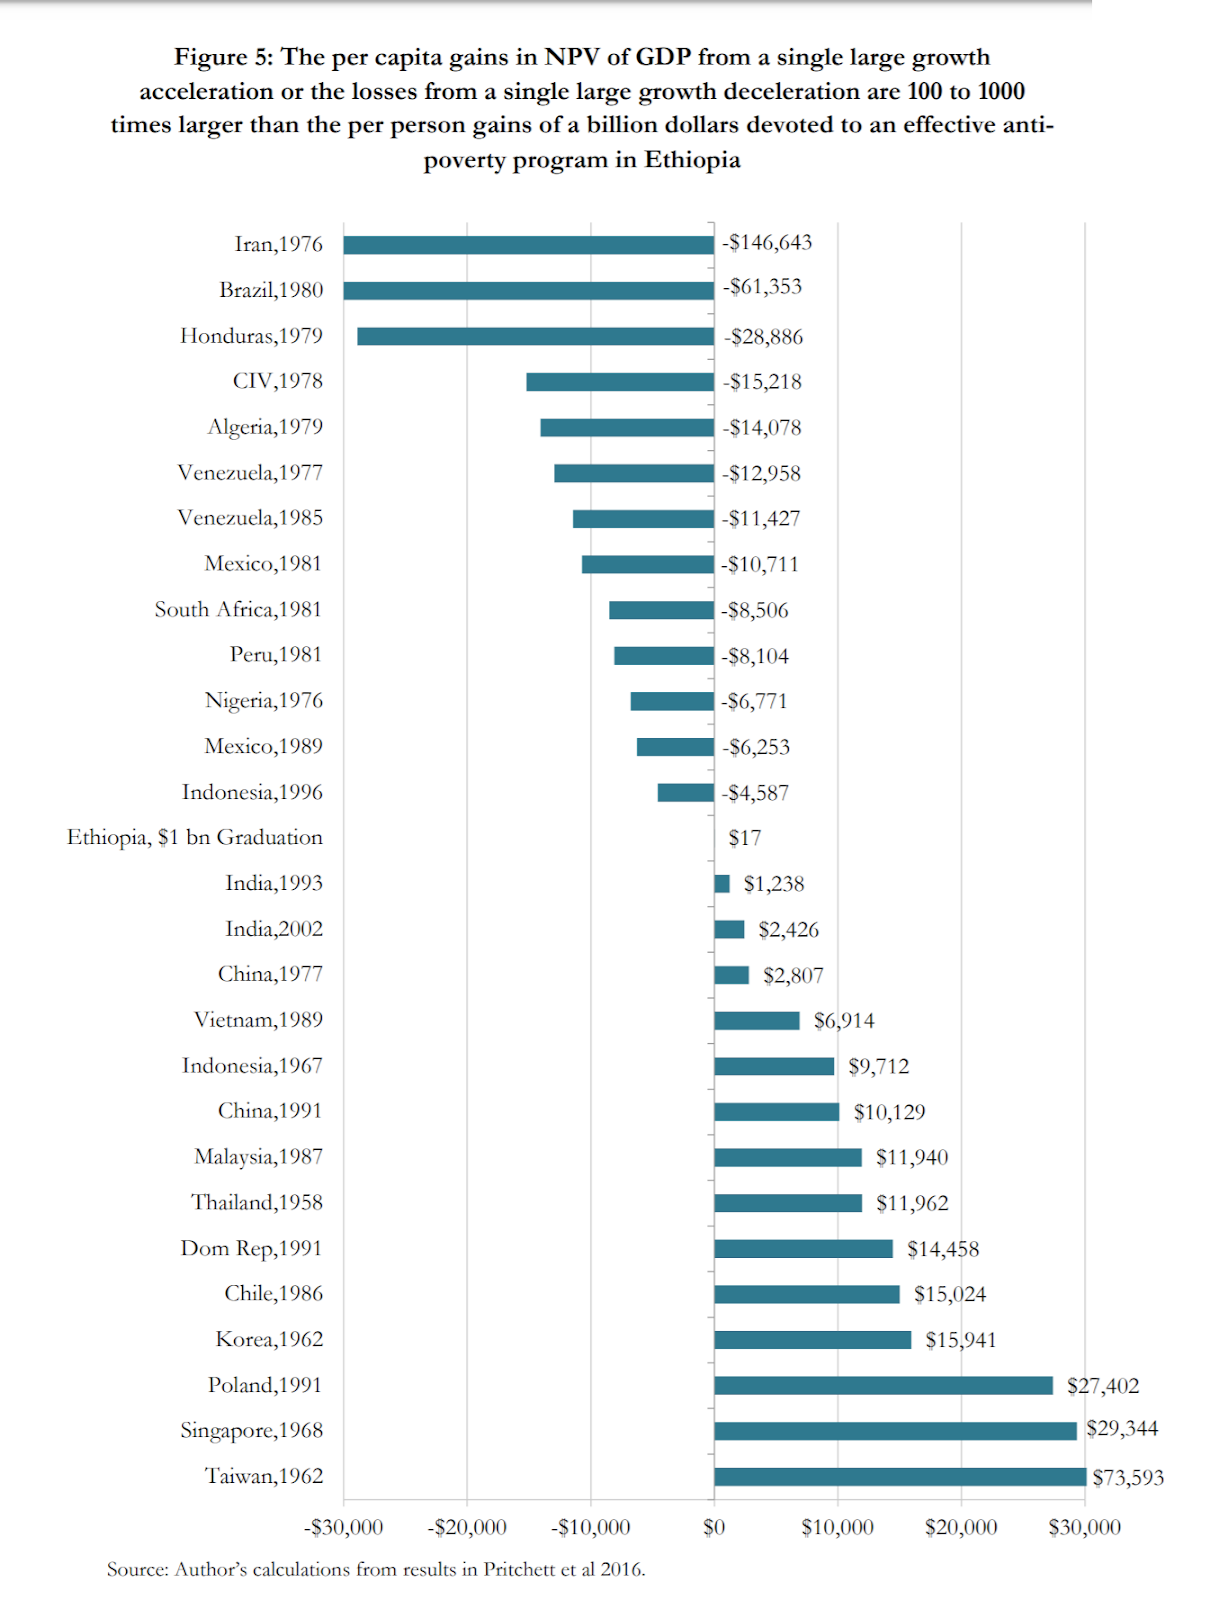 Figure 5: The per capita gains in NPV of GDP from a single large growth
acceleration or the losses from a single large growth deceleration are 100 to 1000
times larger than the per person gains of a billion dollars devoted to an effective anti-
poverty program in Ethiopia
Iran,1976 -$146,643
Brazil,1980 -$61,353
Honduras,1979 -$28,886
CIV,1978 -$15,218
Algeria,1979 -$14,078
Venezuela,1977 -$12,958
Venezuela,1985 -$11,427
Mexico,1981 -$10,711
South Africa,1981 -$8,506
Peru,1981 -$8,104
Nigeria,1976 -$6,771
Mexico,1989 -$6,253
Indonesia,1996 -$4,587
Ethiopia, $1 bn Graduation $17
India,1993 $1,238
India,2002 $2,426
China,1977 $2,807
Vietnam,1989 $6,914
Indonesia,1967 $9,712
China,1991 $10,129
Malaysia,1987 $11,940
Thailand,1958 $11,962
Dom Rep,1991 $14,458
Chile,1986 $15,024
Korea,1962 $15,941
Poland,1991 $27,402
Singapore,1968 $29,344
Taiwan,1962 $73,593
-$30,000 -$20,000 -$10,000 $0 $10,000 $20,000 $30,000
Source: Author's calculations from results in Pritchett et al 2016.